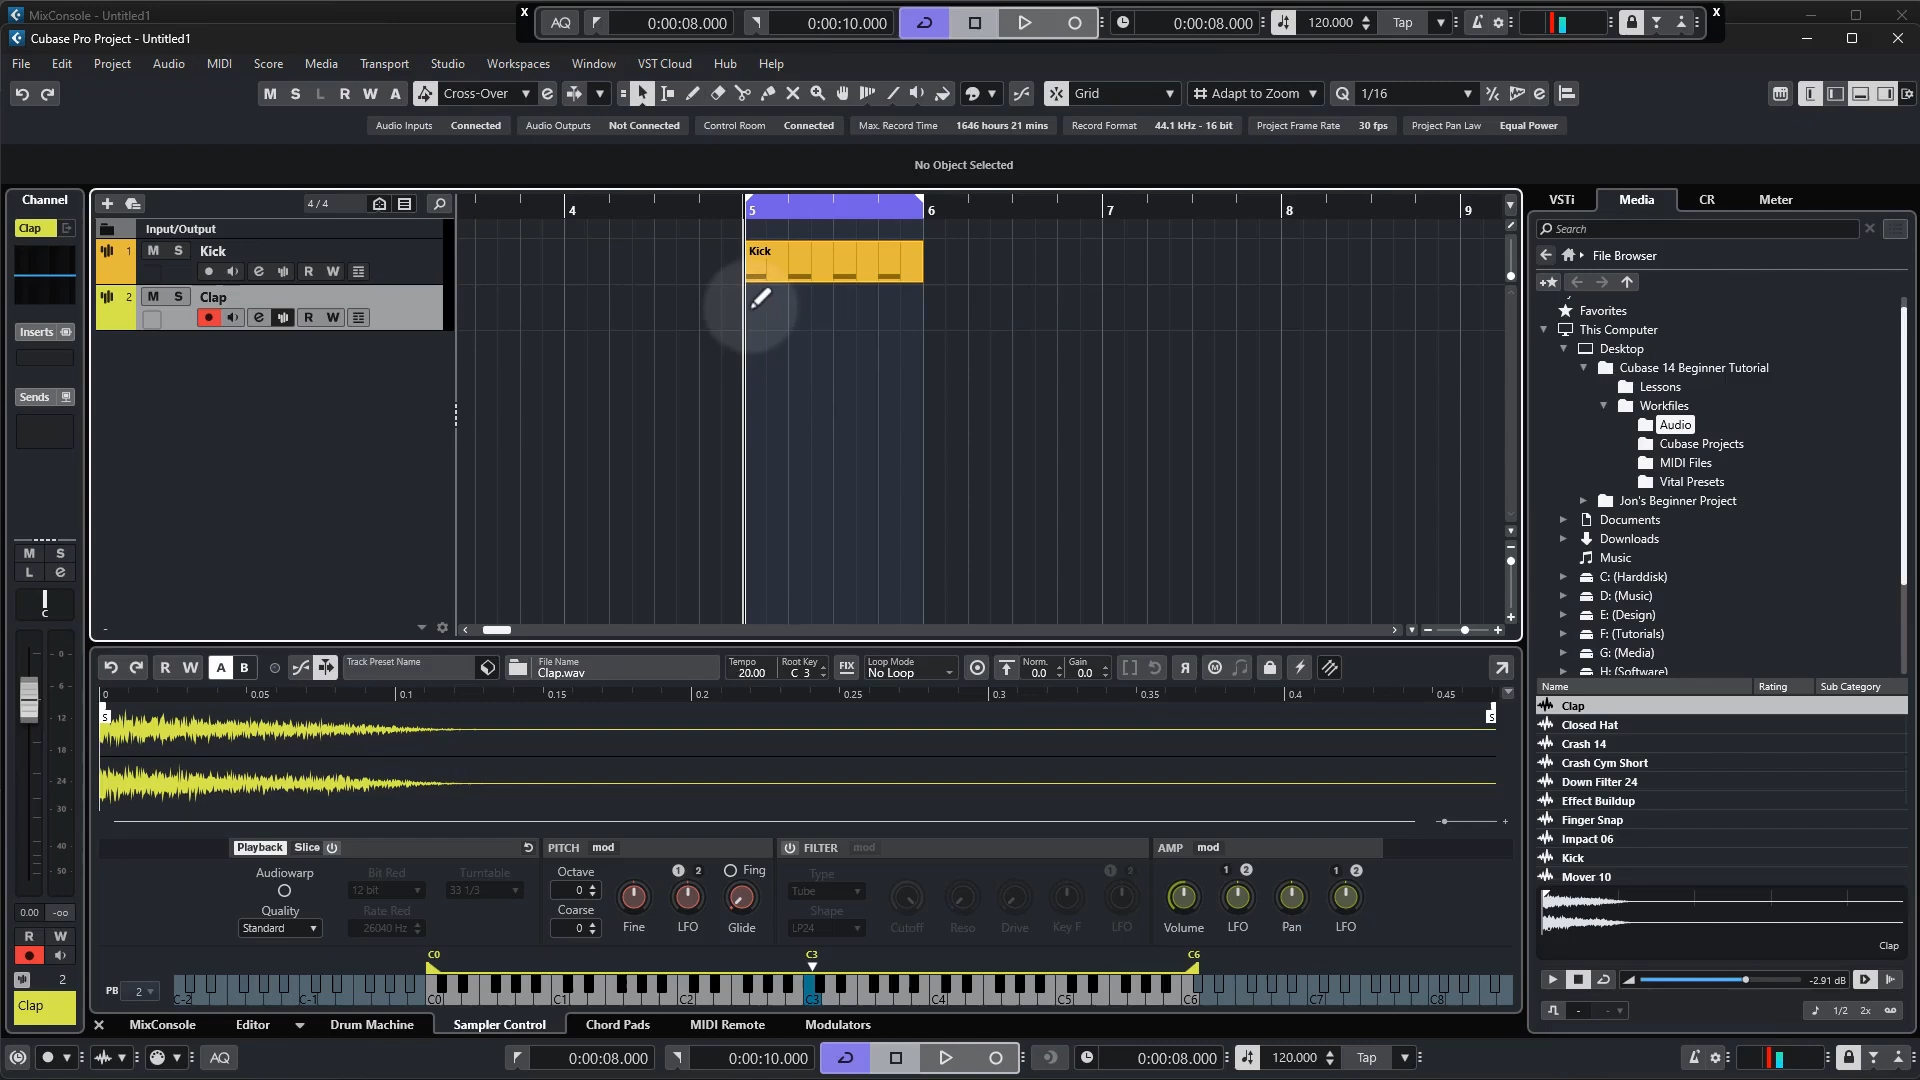 MixConsole - Untitled1
x AQ 0:00:08.000 0:00:10.000 0:00:08.000 120.000 Tap x
Cubase Pro Project - Untitled1
File Edit Project Audio MIDI Score Media Transport Studio Workspaces Window VST Cloud Hub Help
M S L R W A Cross-Over e Grid Adapt to Zoom Q 1/16 e
Audio Inputs Connected Audio Outputs Not Connected Control Room Connected Max. Record Time 1646 hours 21 mins Record Format 44.1 kHz - 16 bit Project Frame Rate 30 fps Project Pan Law Equal Power
No Object Selected
Channel 4 / 4 4 5 6 7 8 9
VSTi Media CR Meter
Clap Input/Output
Search
1 M S Kick
Kick
File Browser
e R W
2 M S Clap
e R W
Favorites
This Computer
Inserts
Desktop
Cubase 14 Beginner Tutorial
Lessons
Sends
Workfiles
Audio
Cubase Projects
MIDI Files
Vital Presets
Jon's Beginner Project
Documents
Downloads
Music
C: (Harddisk)
D: (Music)
E: (Design)
F: (Tutorials)
G: (Media)
H: (Software)
M S
L e
C
R W A B Track Preset Name File Name Clap.wav Tempo 20.00 Root Key C 3 FIX Loop Mode No Loop Norm. 0.0 Gain 0.0 R M
0 0.05 0.1 0.15 0.2 0.25 0.3 0.35 0.4 0.45
S S
Name Rating Sub Category
Clap
Closed Hat
Crash 14
Crash Cym Short
Down Filter 24
Effect Buildup
Finger Snap
Impact 06
Kick
Mover 10
0
6
12
18
24
30
40
50
0.00 -oo
R W
2
Clap
Playback Slice PITCH mod FILTER mod AMP mod
Audiowarp Bit Red Turntable Octave 1 2 Fing Type 1 2 1 2 1 2
12 bit 33 1/3 0 Tube
Quality Rate Red Coarse Shape
Standard 26040 Hz 0 Fine LFO Glide LP24 Cutoff Reso Drive Key F LFO Volume LFO Pan LFO
Clap
C0 C3 C6
PB 2 C-2 C-1 C0 C1 C2 C3 C4 C5 C6 C7 C8
-2.91 dB
- 1/2 2x
MixConsole Editor Drum Machine Sampler Control Chord Pads MIDI Remote Modulators
AQ 0:00:08.000 0:00:10.000 0:00:08.000 120.000 Tap